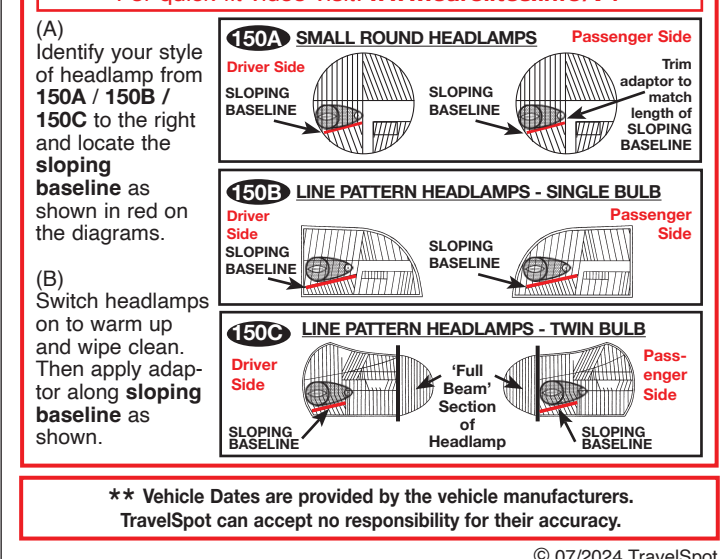 (A)
Identify your style
of headlamp from
150A / 150B /
150C to the right
and locate the
sloping
baseline as
shown in red on
the diagrams.
(B)
Switch headlamps
on to warm up
and wipe clean.
Then apply adap-
tor along sloping
baseline as
shown.
150A SMALL ROUND HEADLAMPS
Passenger Side
Driver Side
SLOPING
BASELINE
SLOPING
BASELINE
Trim
adaptor to
match
length of
SLOPING
BASELINE
150B LINE PATTERN HEADLAMPS - SINGLE BULB
Driver
Side
SLOPING
BASELINE
SLOPING
BASELINE
Passenger
Side
150C LINE PATTERN HEADLAMPS - TWIN BULB
Driver
Side
SLOPING
BASELINE
'Full
Beam'
Section
of
Headlamp
Pass-
enger
Side
SLOPING
BASELINE
** Vehicle Dates are provided by the vehicle manufacturers.
TravelSpot can accept no responsibility for their accuracy.
© 07/2024 TravelSpot